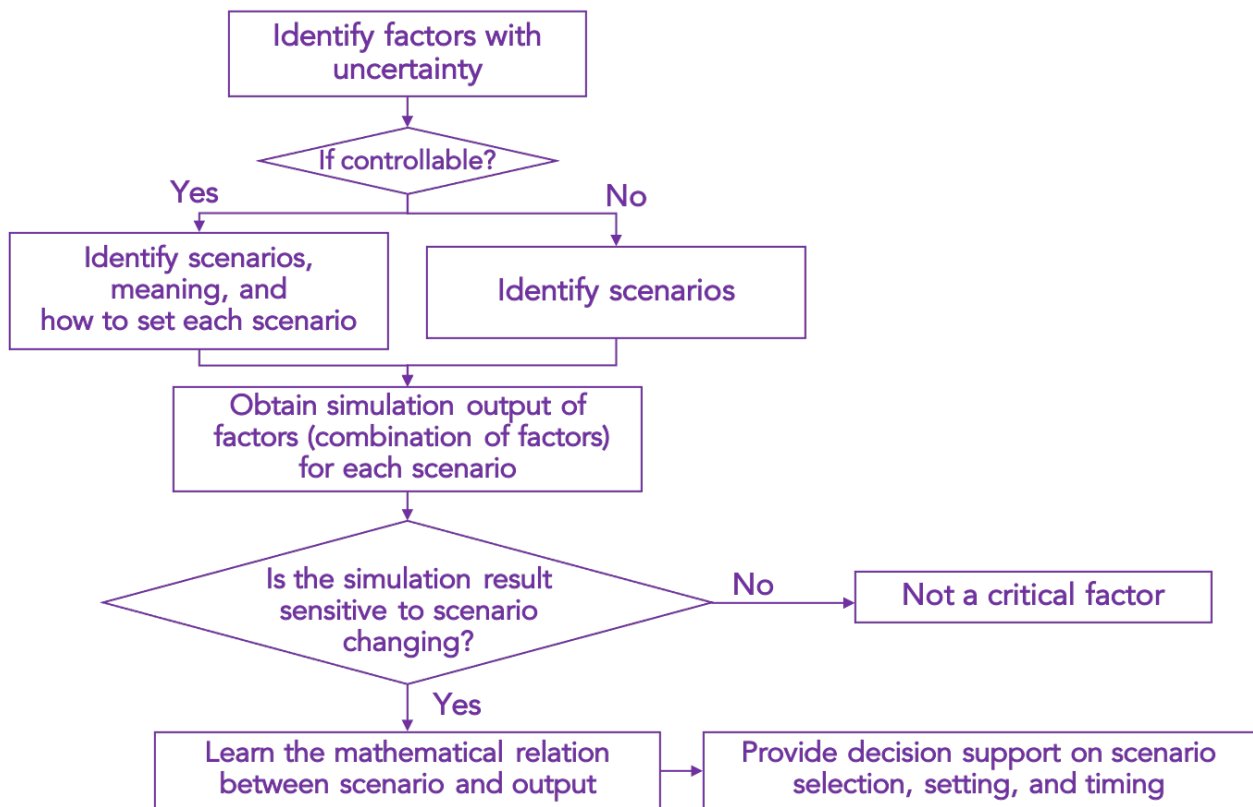 Identify factors with
uncertainty
If controllable?
Yes
No
Identify scenarios,
meaning, and
how to set each scenario
Identify scenarios
Obtain simulation output of
factors (combination of factors)
for each scenario
Is the simulation result
sensitive to scenario
changing?
No
Not a critical factor
Yes
Learn the mathematical relation
between scenario and output
Provide decision support on scenario
selection, setting, and timing